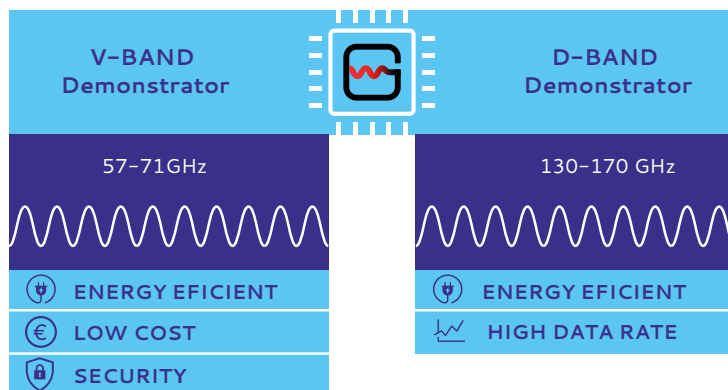 V-BAND
Demonstrator
57-71GHz
ENERGY EFICIENT
€
LOW COST
SECURITY
D-BAND
Demonstrator
130-170 GHz
ENERGY EFICIENT
HIGH DATA RATE